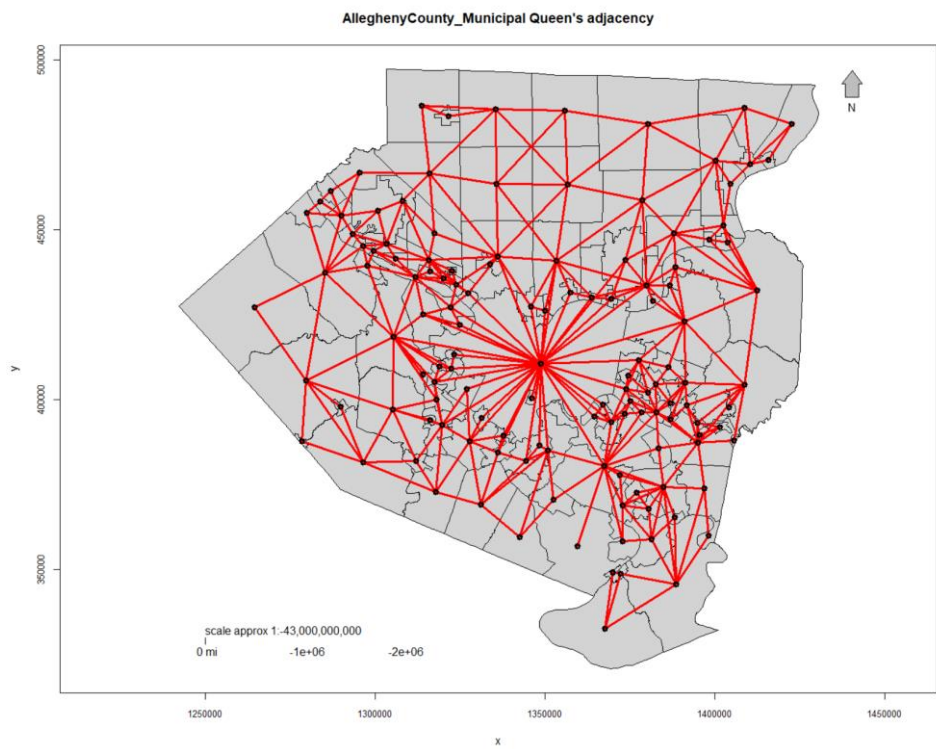 AlleghenyCounty_Municipal Queen's adjacency
500000
N
450000
y
400000
350000
scale approx 1:-43,000,000,000
0 mi -1e+06 -2e+06
1250000 1300000 1350000 1400000 1450000
x